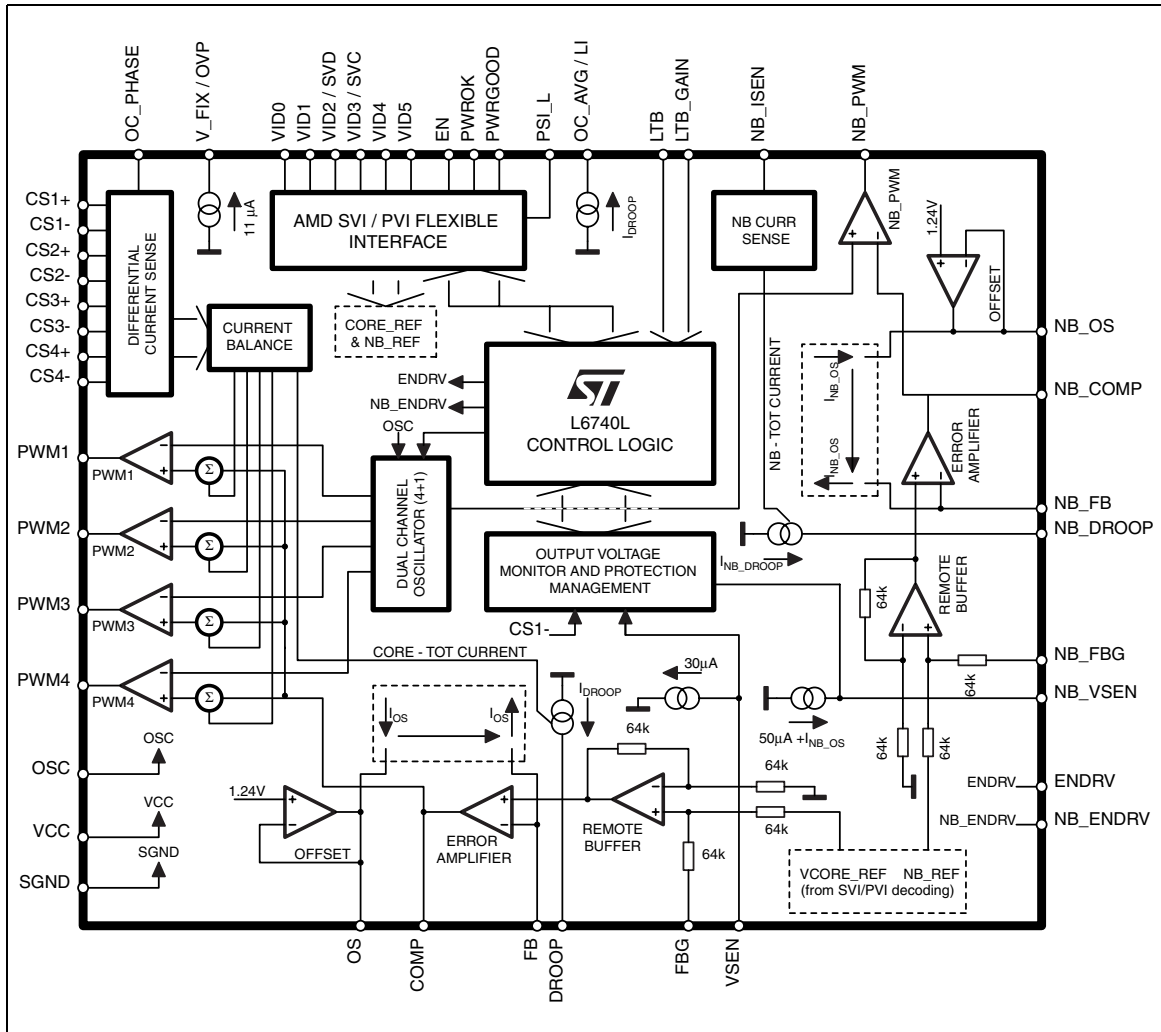 OC_PHASE
V_FIX / OVP
VID0
VID1
VID2 / SVD
VID3 / SVC
VID4
VID5
EN
PWROK
PWRGOOD
PSI_L
OC_AVG / LI
LTB
LTB_GAIN
NB_ISEN
NB_PWM
CS1+
CS1-
CS2+
CS2-
CS3+
CS3-
CS4+
CS4-
DIFFERENTIAL
CURRENT SENSE
11 µA
AMD SVI / PVI FLEXIBLE
INTERFACE
IDROOP
NB CURR
SENSE
NB_PWM
1.24V
OFFSET
CURRENT
BALANCE
CORE_REF
& NB_REF
ENDRV
NB_ENDRV
OSC
ST
L6740L
CONTROL LOGIC
NB - TOT CURRENT
INB_OS
INB_OS
ERROR
AMPLIFIER
NB_OS
NB_COMP
NB_FB
NB_DROOP
PWM1
PWM1
Σ
PWM2
PWM2
Σ
PWM3
PWM3
Σ
PWM4
PWM4
Σ
DUAL CHANNEL
OSCILLATOR (4+1)
OUTPUT VOLTAGE
MONITOR AND PROTECTION
MANAGEMENT
CS1-
INB_DROOP
64k
REMOTE
BUFFER
NB_FBG
64k
NB_VSEN
CORE - TOT CURRENT
IOS
IOS
IDROOP
30µA
50µA +INB_OS
64k
64k
64k
OSC
OSC
VCC
VCC
SGND
SGND
1.24V
OFFSET
ERROR
AMPLIFIER
REMOTE
BUFFER
64k
64k
64k
ENDRV
ENDRV
NB_ENDRV
NB_ENDRV
VCORE_REF
NB_REF
(from SVI/PVI decoding)
OS
COMP
FB
DROOP
FBG
VSEN